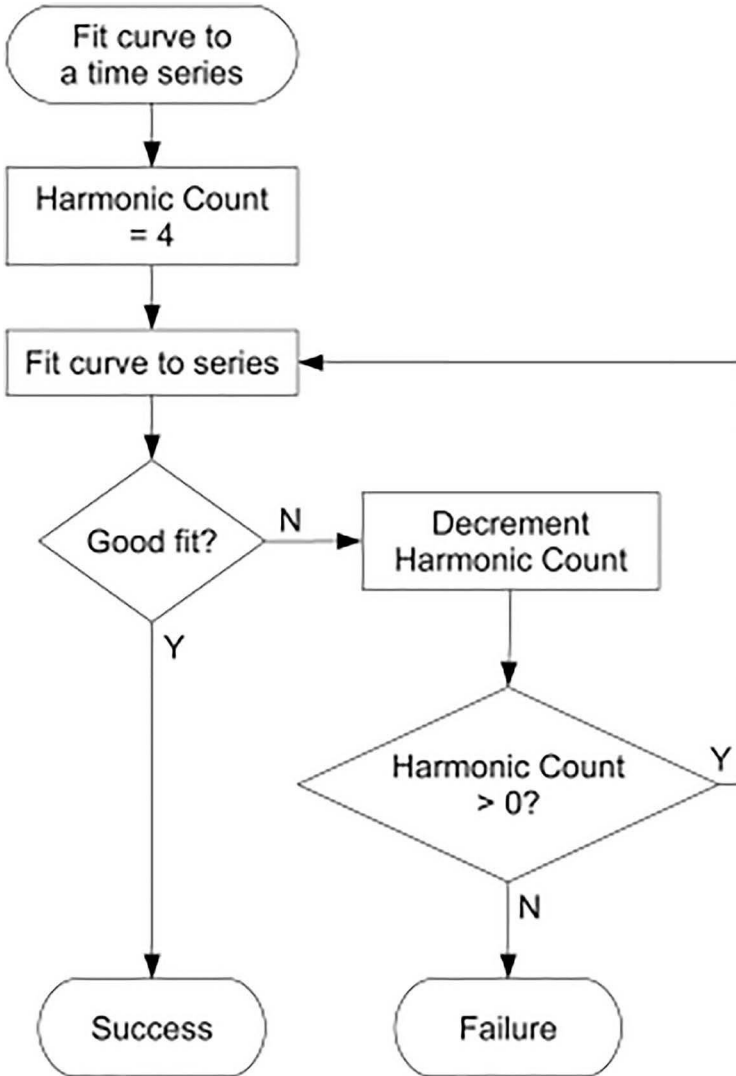 Fit curve to
a time series
Harmonic Count
= 4
Fit curve to series
Good fit?
N
Decrement
Harmonic Count
Y
Harmonic Count
> 0?
Y
N
Success
Failure